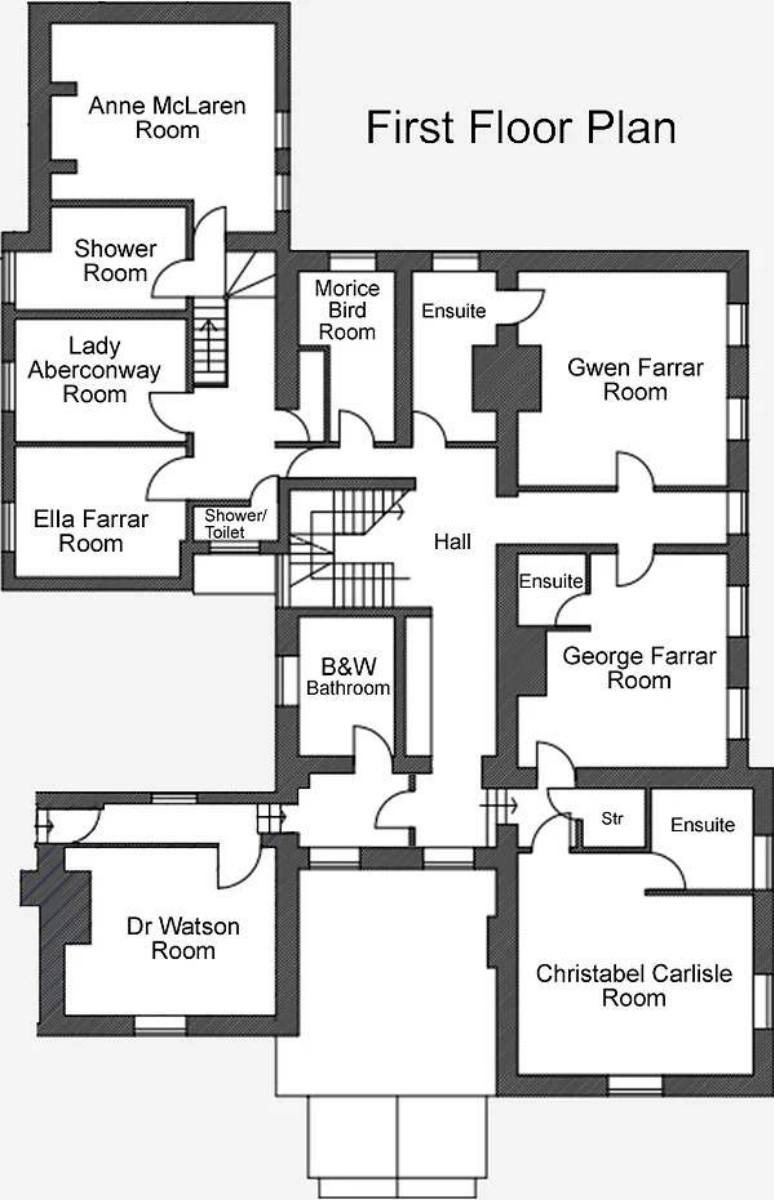 First Floor Plan
Anne McLaren
Room
Shower
Room
Morice
Bird
Room
Ensuite
Lady
Aberconway
Room
Gwen Farrar
Room
Ella Farrar
Room
Shower/
Toilet
Hall
Ensuite
B&W
Bathroom
George Farrar
Room
Str
Ensuite
Dr Watson
Room
Christabel Carlisle
Room